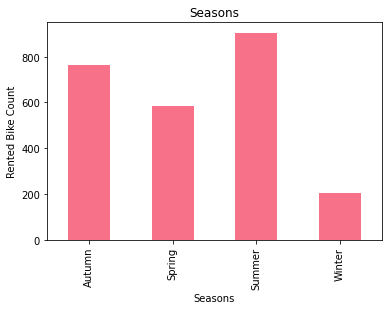 Seasons
Rented Bike Count
800
600
400
200
0
Autumn
Spring
Summer
Winter
Seasons